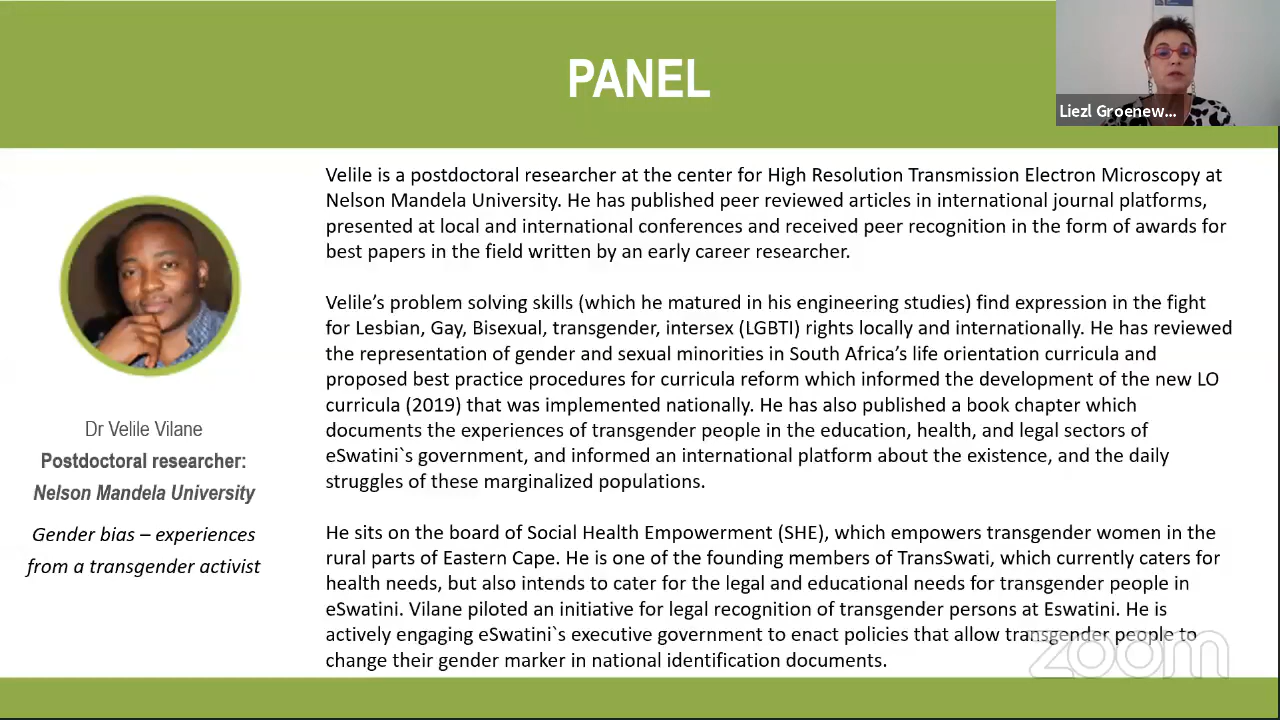 PANEL
Liezl Groenew...
Velile is a postdoctoral researcher at the center for High Resolution Transmission Electron Microscopy at
Nelson Mandela University. He has published peer reviewed articles in international journal platforms,
presented at local and international conferences and received peer recognition in the form of awards for
best papers in the field written by an early career researcher.
Velile’s problem solving skills (which he matured in his engineering studies) find expression in the fight
for Lesbian, Gay, Bisexual, transgender, intersex (LGBTI) rights locally and internationally. He has reviewed
the representation of gender and sexual minorities in South Africa’s life orientation curricula and
proposed best practice procedures for curricula reform which informed the development of the new LO
curricula (2019) that was implemented nationally. He has also published a book chapter which
documents the experiences of transgender people in the education, health, and legal sectors of
eSwatini`s government, and informed an international platform about the existence, and the daily
struggles of these marginalized populations.
He sits on the board of Social Health Empowerment (SHE), which empowers transgender women in the
rural parts of Eastern Cape. He is one of the founding members of TransSwati, which currently caters for
health needs, but also intends to cater for the legal and educational needs for transgender people in
eSwatini. Vilane piloted an initiative for legal recognition of transgender persons at Eswatini. He is
actively engaging eSwatini`s executive government to enact policies that allow transgender people to
change their gender marker in national identification documents.
Dr Velile Vilane
Postdoctoral researcher:
Nelson Mandela University
Gender bias – experiences
from a transgender activist
zoom